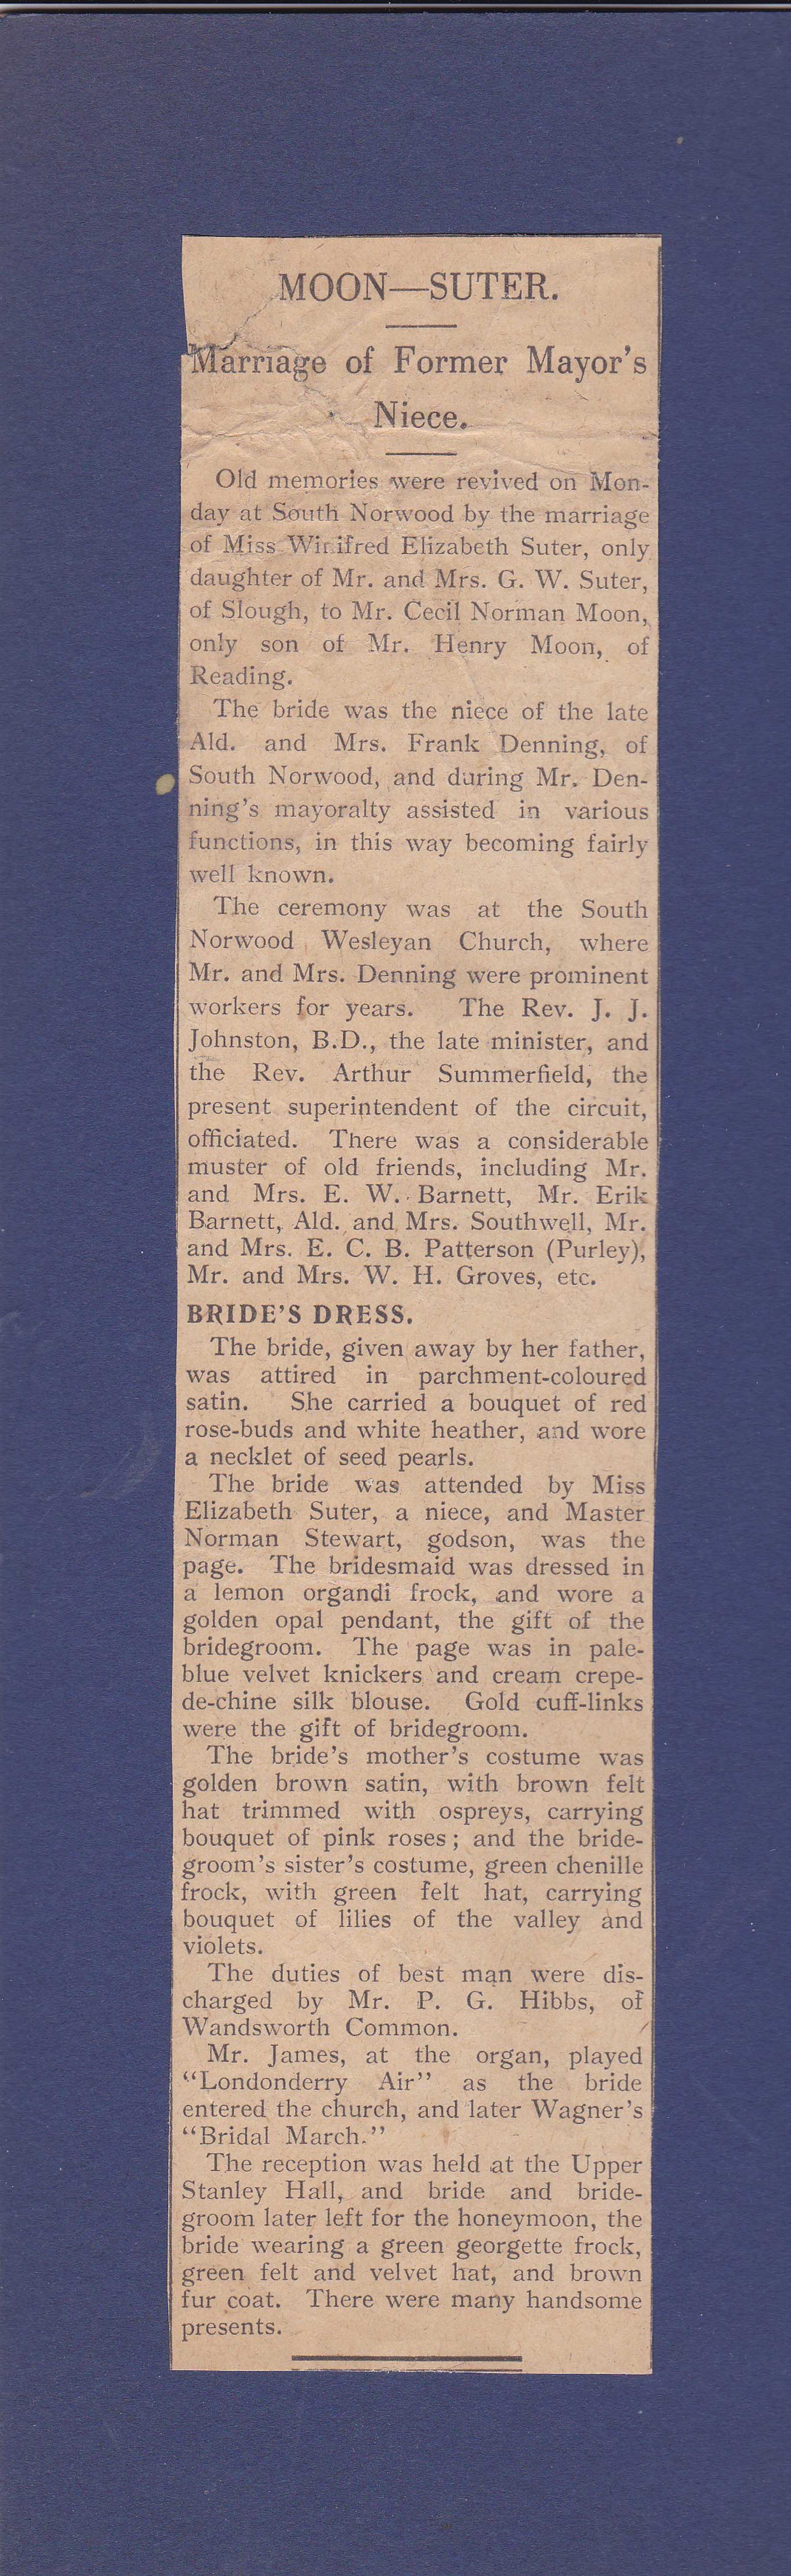 MOON—SUTER.
Marriage of Former Mayor's
Niece.
Old memories were revived on Mon-
day at South Norwood by the marriage
of Miss Winifred Elizabeth Suter, only
daughter of Mr. and Mrs. G. W. Suter,
of Slough, to Mr. Cecil Norman Moon,
only son of Mr. Henry Moon, of
Reading.
The bride was the niece of the late
Ald. and Mrs. Frank Denning, of
South Norwood, and during Mr. Den-
ning's mayoralty assisted in various
functions, in this way becoming fairly
well known.
The ceremony was at the South
Norwood Wesleyan Church, where
Mr. and Mrs. Denning were prominent
workers for years. The Rev. J. J.
Johnston, B.D., the late minister, and
the Rev. Arthur Summerfield, the
present superintendent of the circuit,
officiated. There was a considerable
muster of old friends, including Mr.
and Mrs. E. W. Barnett, Mr. Erik
Barnett, Ald. and Mrs. Southwell, Mr.
and Mrs. E. C. B. Patterson (Purley),
Mr. and Mrs. W. H. Groves, etc.
BRIDE'S DRESS.
The bride, given away by her father,
was attired in parchment-coloured
satin. She carried a bouquet of red
rose-buds and white heather, and wore
a necklet of seed pearls.
The bride was attended by Miss
Elizabeth Suter, a niece, and Master
Norman Stewart, godson, was the
page. The bridesmaid was dressed in
a lemon organdi frock, and wore a
golden opal pendant, the gift of the
bridegroom. The page was in pale-
blue velvet knickers and cream crepe-
de-chine silk blouse. Gold cuff-links
were the gift of bridegroom.
The bride's mother's costume was
golden brown satin, with brown felt
hat trimmed with ospreys, carrying
bouquet of pink roses; and the bride-
groom's sister's costume, green chenille
frock, with green felt hat, carrying
bouquet of lilies of the valley and
violets.
The duties of best man were dis-
charged by Mr. P. G. Hibbs, of
Wandsworth Common.
Mr. James, at the organ, played
"Londonderry Air" as the bride
entered the church, and later Wagner's
"Bridal March."
The reception was held at the Upper
Stanley Hall, and bride and bride-
groom later left for the honeymoon, the
bride wearing a green georgette frock,
green felt and velvet hat, and brown
fur coat. There were many handsome
presents.